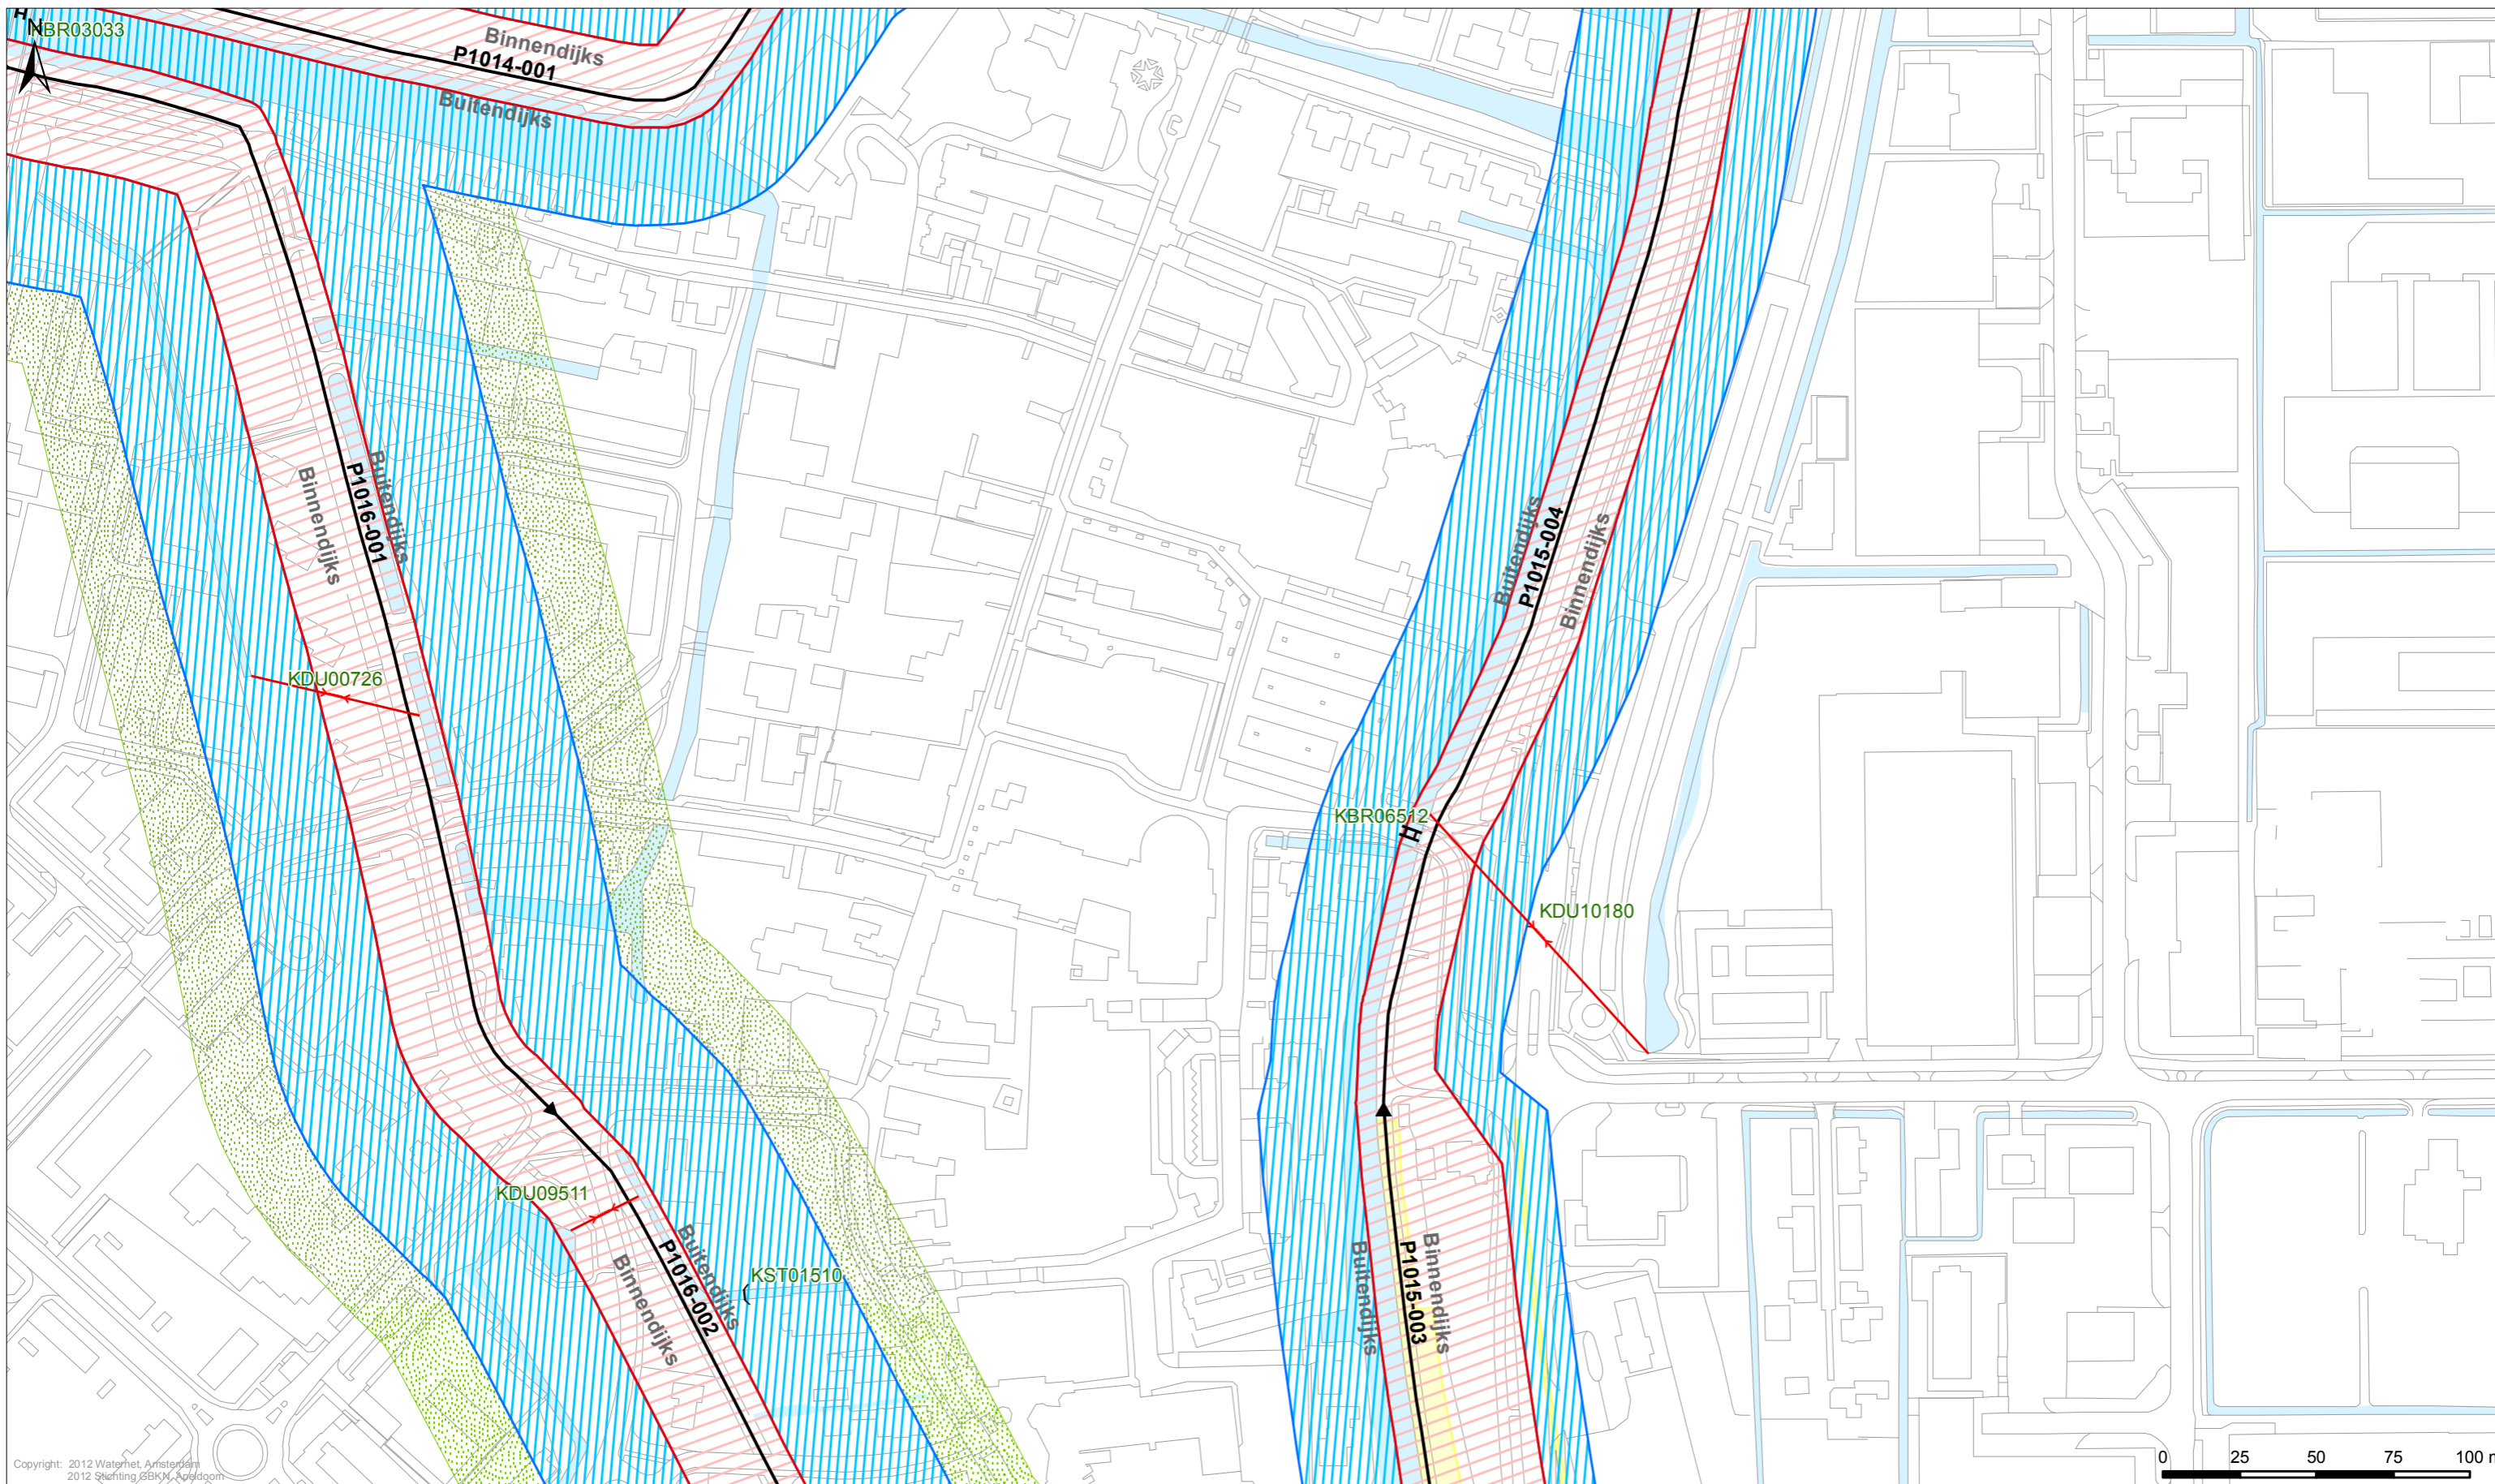 H
N
KBR03033
Binnendijks
P1014-001
Buitendijks
Buitendijks
P1016-001
Binnendijks
Buitendijks
P1015-004
Binnendijks
KDU00726
KBR06512
H
KDU10180
KDU09511
Buitendijks
P1016-002
Binnendijks
KST01510
Binnendijks
P1015-003
Buitendijks
0 25 50 75 100 m
Copyright: 2012 Waternet, Amsterdam
2012 Stichting GBKN, Apeldoorn